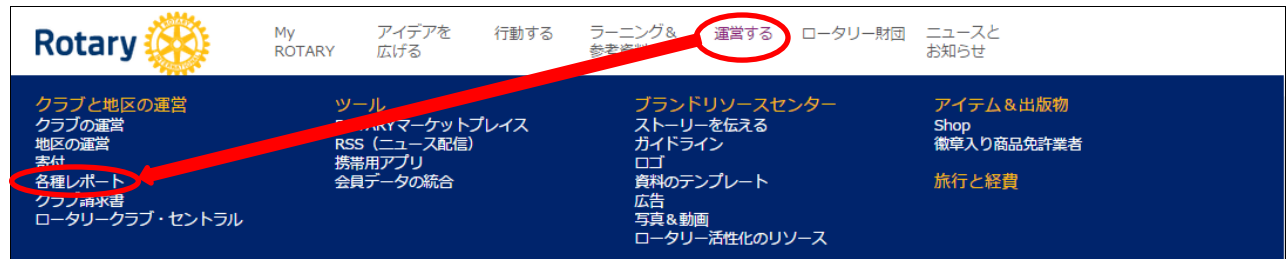 Rotary
My
ROTARY
アイデアを
広げる
行動する
ラーニング&
参考資料
運営する
ロータリー財団
ニュースと
お知らせ
クラブと地区の運営
クラブの運営
地区の運営
寄付
各種レポート
クラブ請求書
ロータリークラブ・セントラル
ツール
マーケットプレイス
RSS（ニュース配信）
携帯用アプリ
会員データの統合
ブランドリソースセンター
ストーリーを伝える
ガイドライン
ロゴ
資料のテンプレート
広告
写真&動画
ロータリー活性化のリソース
アイテム&出版物
Shop
徽章入り商品免許業者
旅行と経費